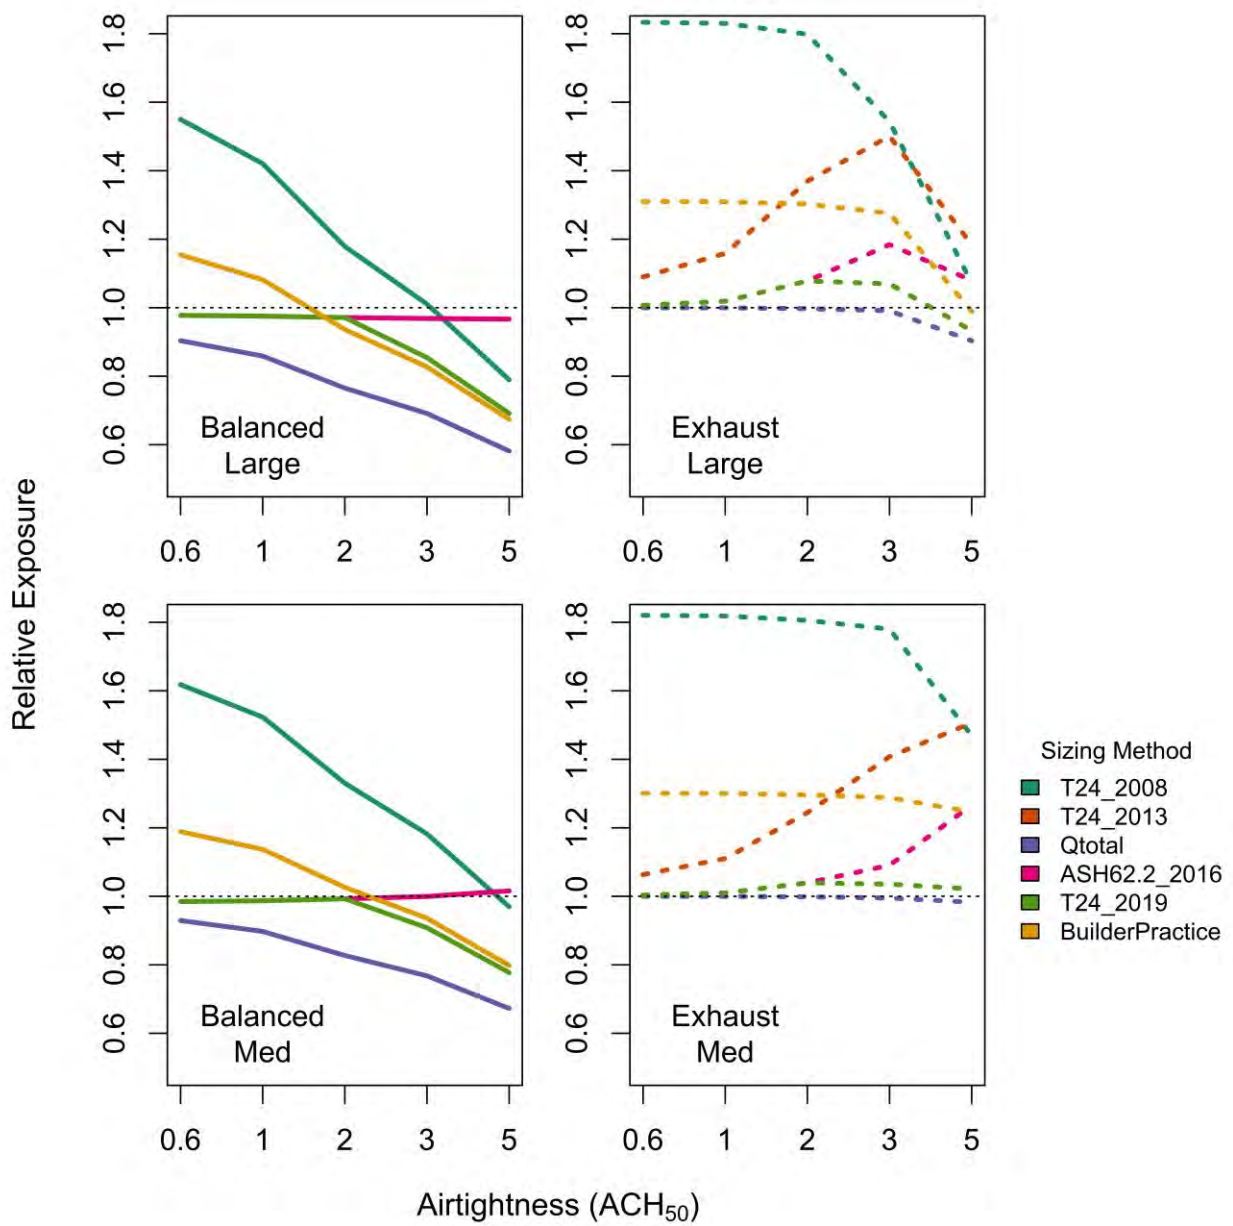 1.8
1.6
1.4
1.2
1.0
0.8
0.6
Balanced
Large
0.6 1 2 3 5
1.8
1.6
1.4
1.2
1.0
0.8
0.6
Exhaust
Large
0.6 1 2 3 5
Relative Exposure
1.8
1.6
1.4
1.2
1.0
0.8
0.6
Balanced
Med
0.6 1 2 3 5
1.8
1.6
1.4
1.2
1.0
0.8
0.6
Exhaust
Med
0.6 1 2 3 5
Sizing Method
T24_2008
T24_2013
Qtotal
ASH62.2_2016
T24_2019
BuilderPractice
Airtightness (ACH₅₀)